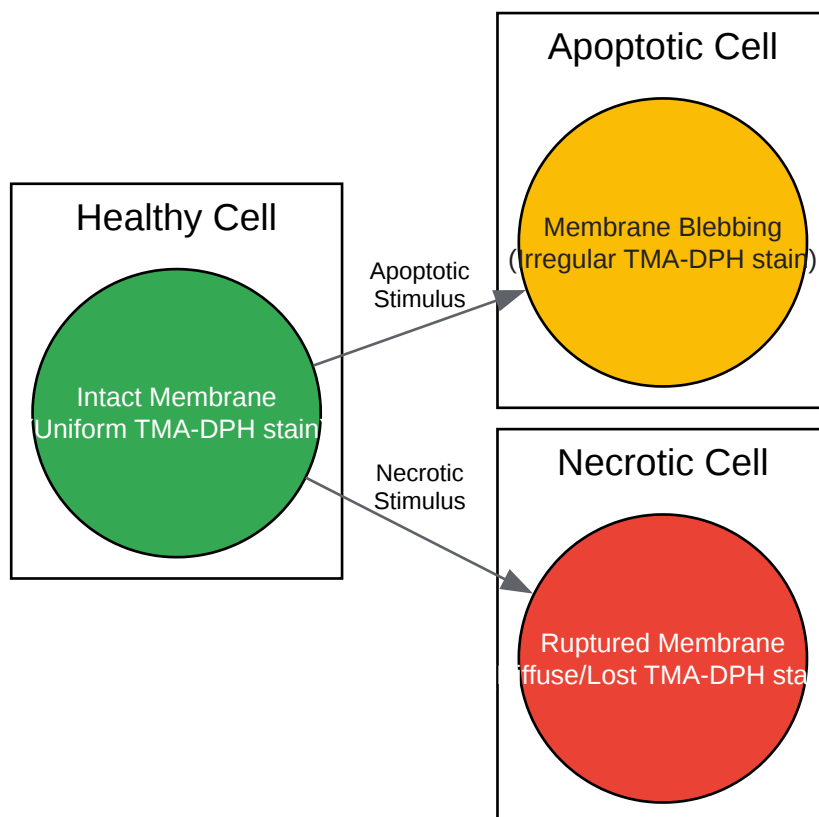 Apoptotic Cell
Membrane Blebbing
(Irregular TMA-DPH stain)
Healthy Cell
Apoptotic
Stimulus
Intact Membrane
(Uniform TMA-DPH stain)
Necrotic
Stimulus
Necrotic Cell
Ruptured Membrane
TMA-DPH